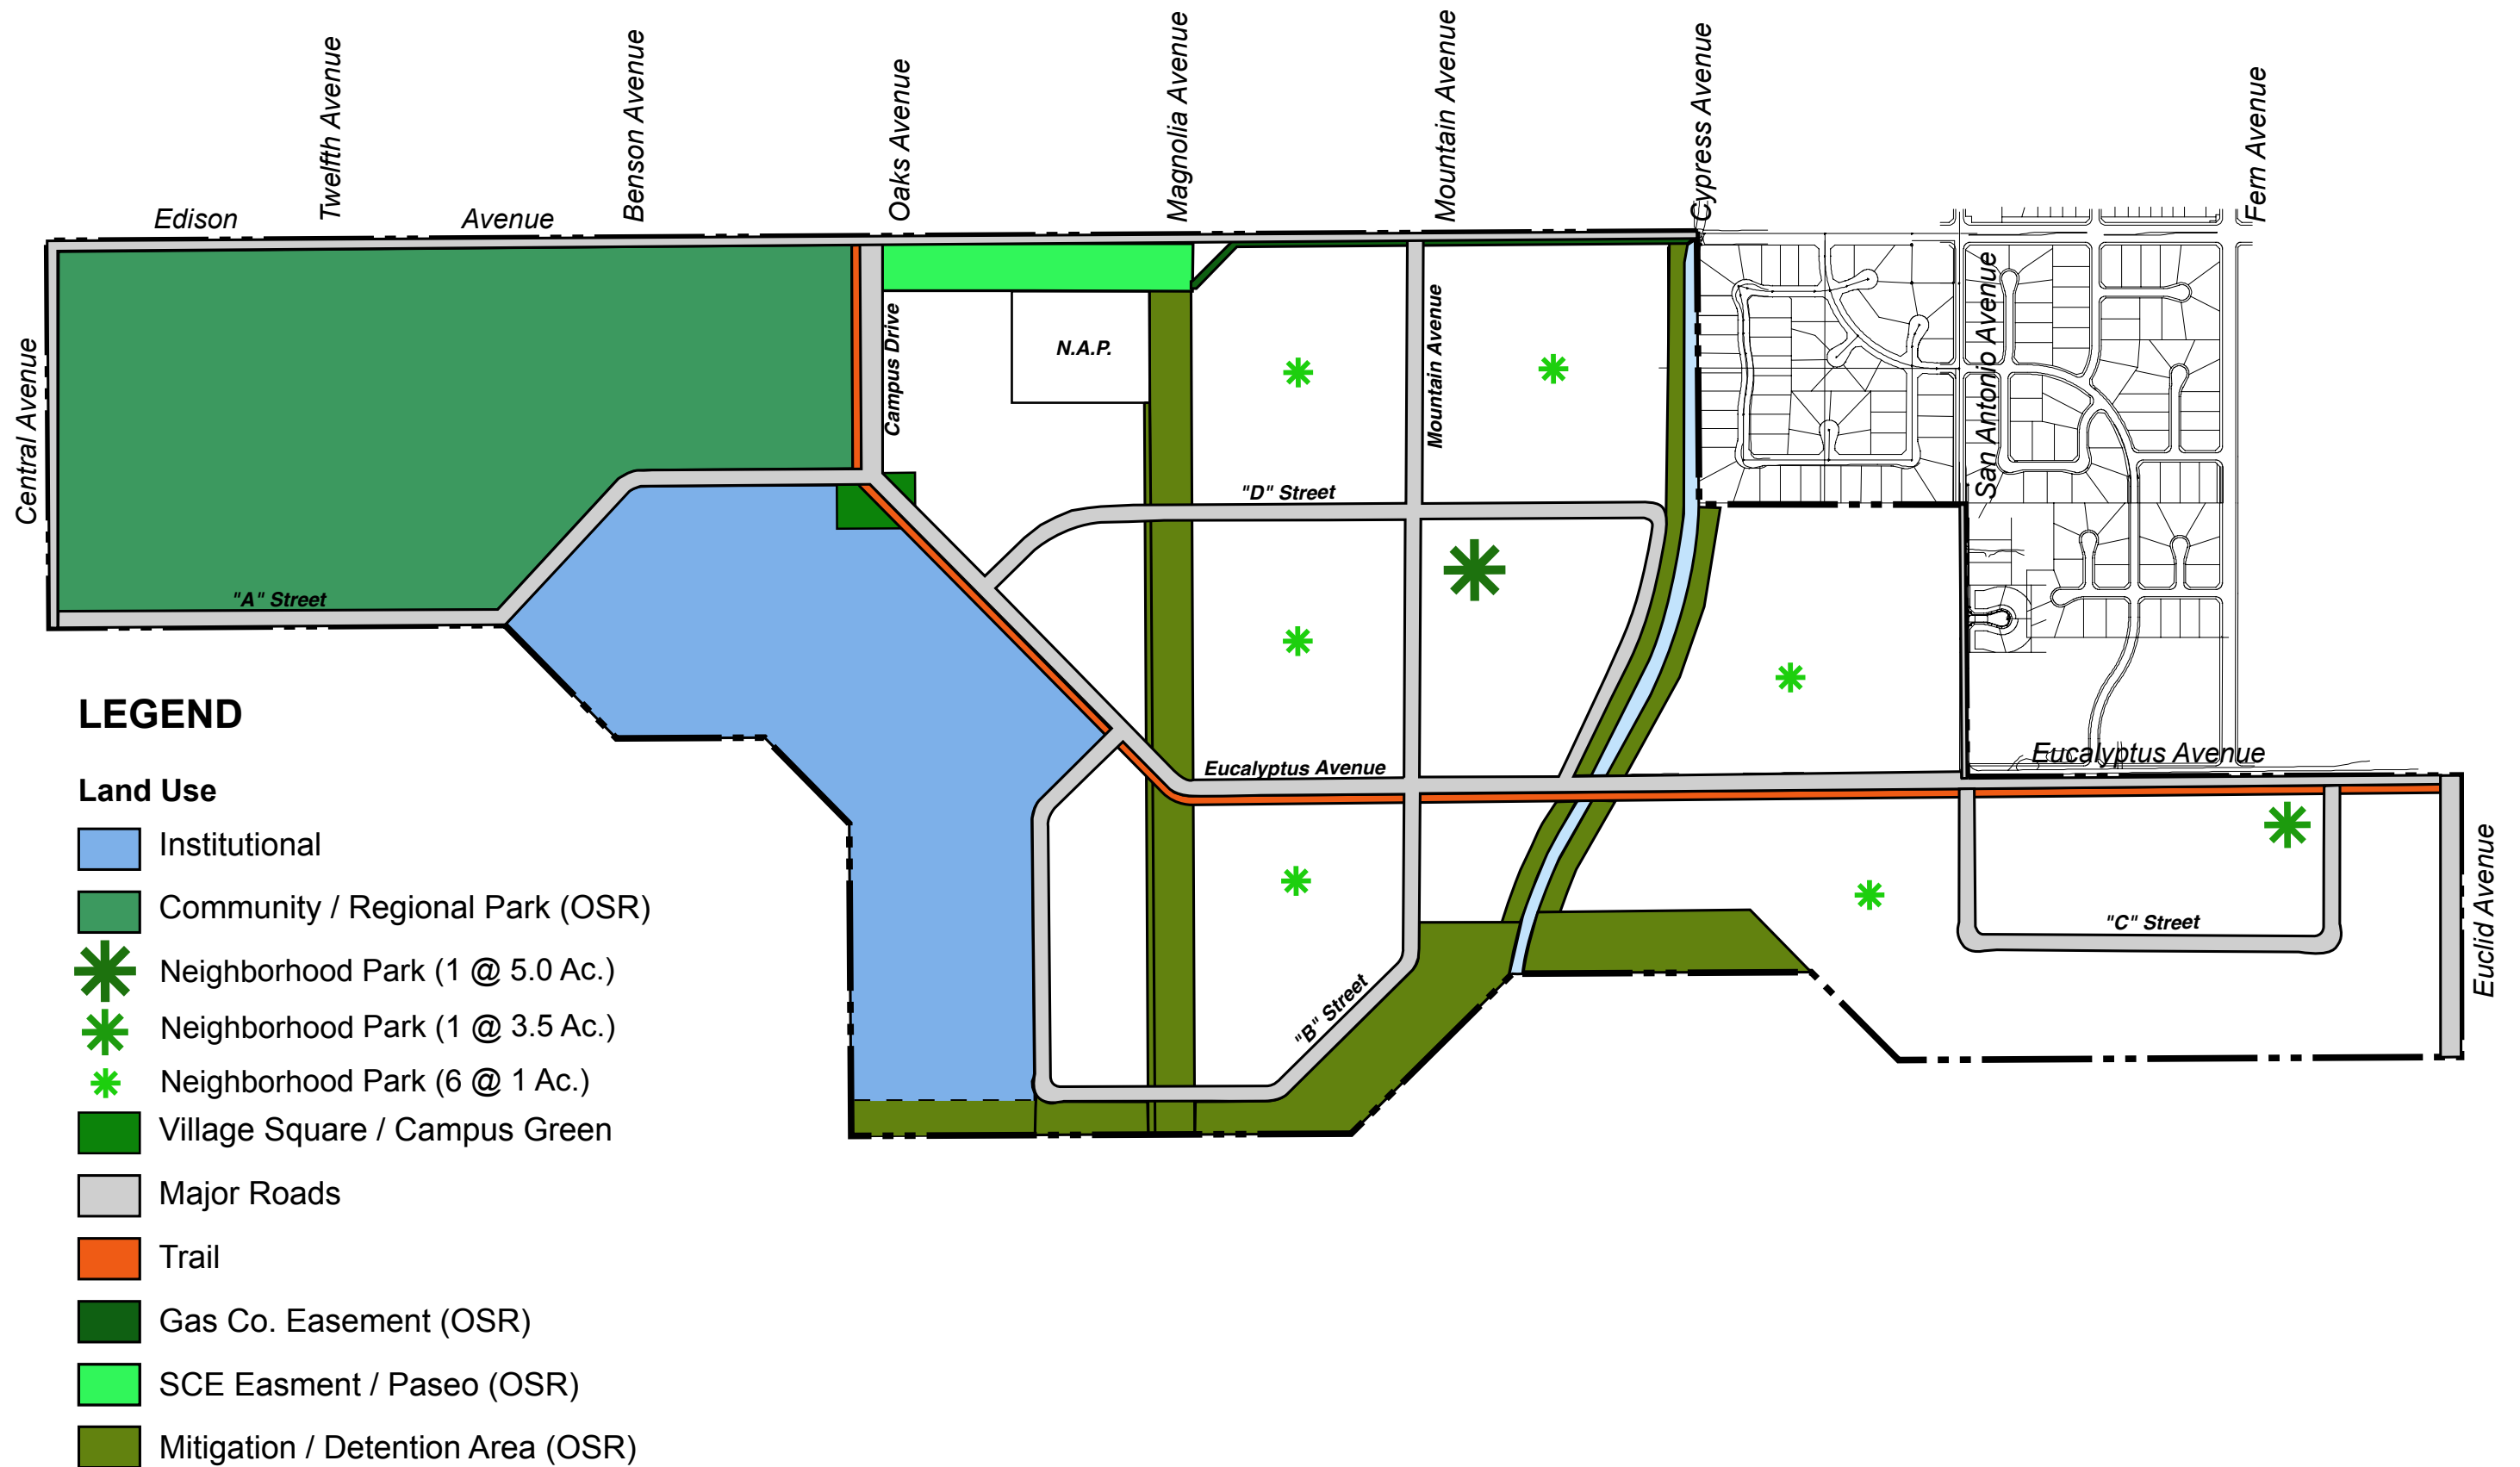 Twelfth Avenue
Benson Avenue
Oaks Avenue
Magnolia Avenue
Mountain Avenue
Cypress Avenue
Fern Avenue
Edison Avenue
San Antonio Avenue
Central Avenue
Campus Drive
N.A.P.
Mountain Avenue
"D" Street
"A" Street
Eucalyptus Avenue
Eucalyptus Avenue
Euclid Avenue
"C" Street
"B" Street
LEGEND
Land Use
Institutional
Community / Regional Park (OSR)
Neighborhood Park (1 @ 5.0 Ac.)
Neighborhood Park (1 @ 3.5 Ac.)
Neighborhood Park (6 @ 1 Ac.)
Village Square / Campus Green
Major Roads
Trail
Gas Co. Easement (OSR)
SCE Easment / Paseo (OSR)
Mitigation / Detention Area (OSR)